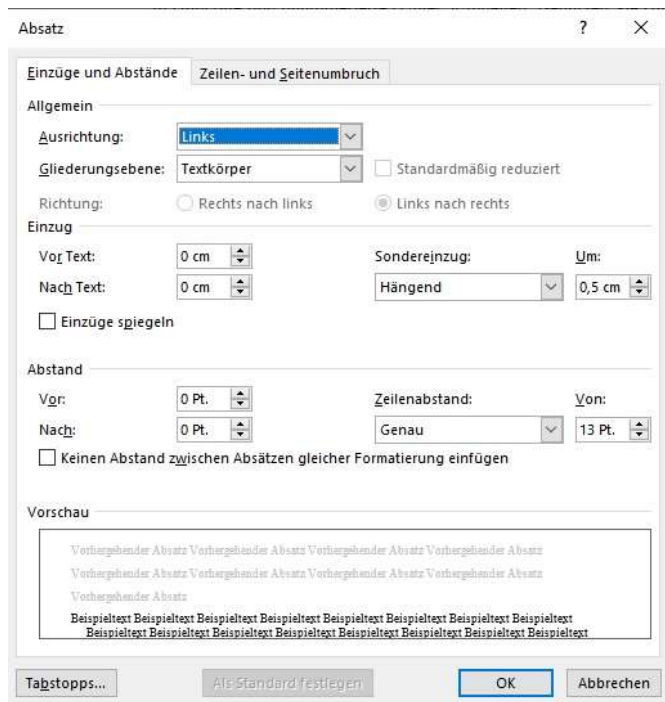 Absatz
Einzüge und Abstände Zeilen- und Seitenumbruch
Allgemein
Ausrichtung: Links
Gliederungsebene: Textkörper Standardmäßig reduziert
Richtung: Rechts nach links Links nach rechts
Einzug
Vor Text: 0 cm Sondereinzug: Um:
Nach Text: 0 cm Hängend 0,5 cm
Einzüge spiegeln
Abstand
Vor: 0 Pt. Zeilenabstand: Von:
Nach: 0 Pt. Genau 13 Pt.
Keinen Abstand zwischen Absätzen gleicher Formatierung einfügen
Vorschau
Vorhergehender Absatz Vorhergehender Absatz Vorhergehender Absatz Vorhergehender Absatz
Vorhergehender Absatz Vorhergehender Absatz Vorhergehender Absatz Vorhergehender Absatz
Vorhergehender Absatz
Beispieltext Beispieltext Beispieltext Beispieltext Beispieltext Beispieltext Beispieltext Beispieltext
Beispieltext Beispieltext Beispieltext Beispieltext Beispieltext Beispieltext Beispieltext Beispieltext
Tabstopps... Als Standard festlegen OK Abbrechen